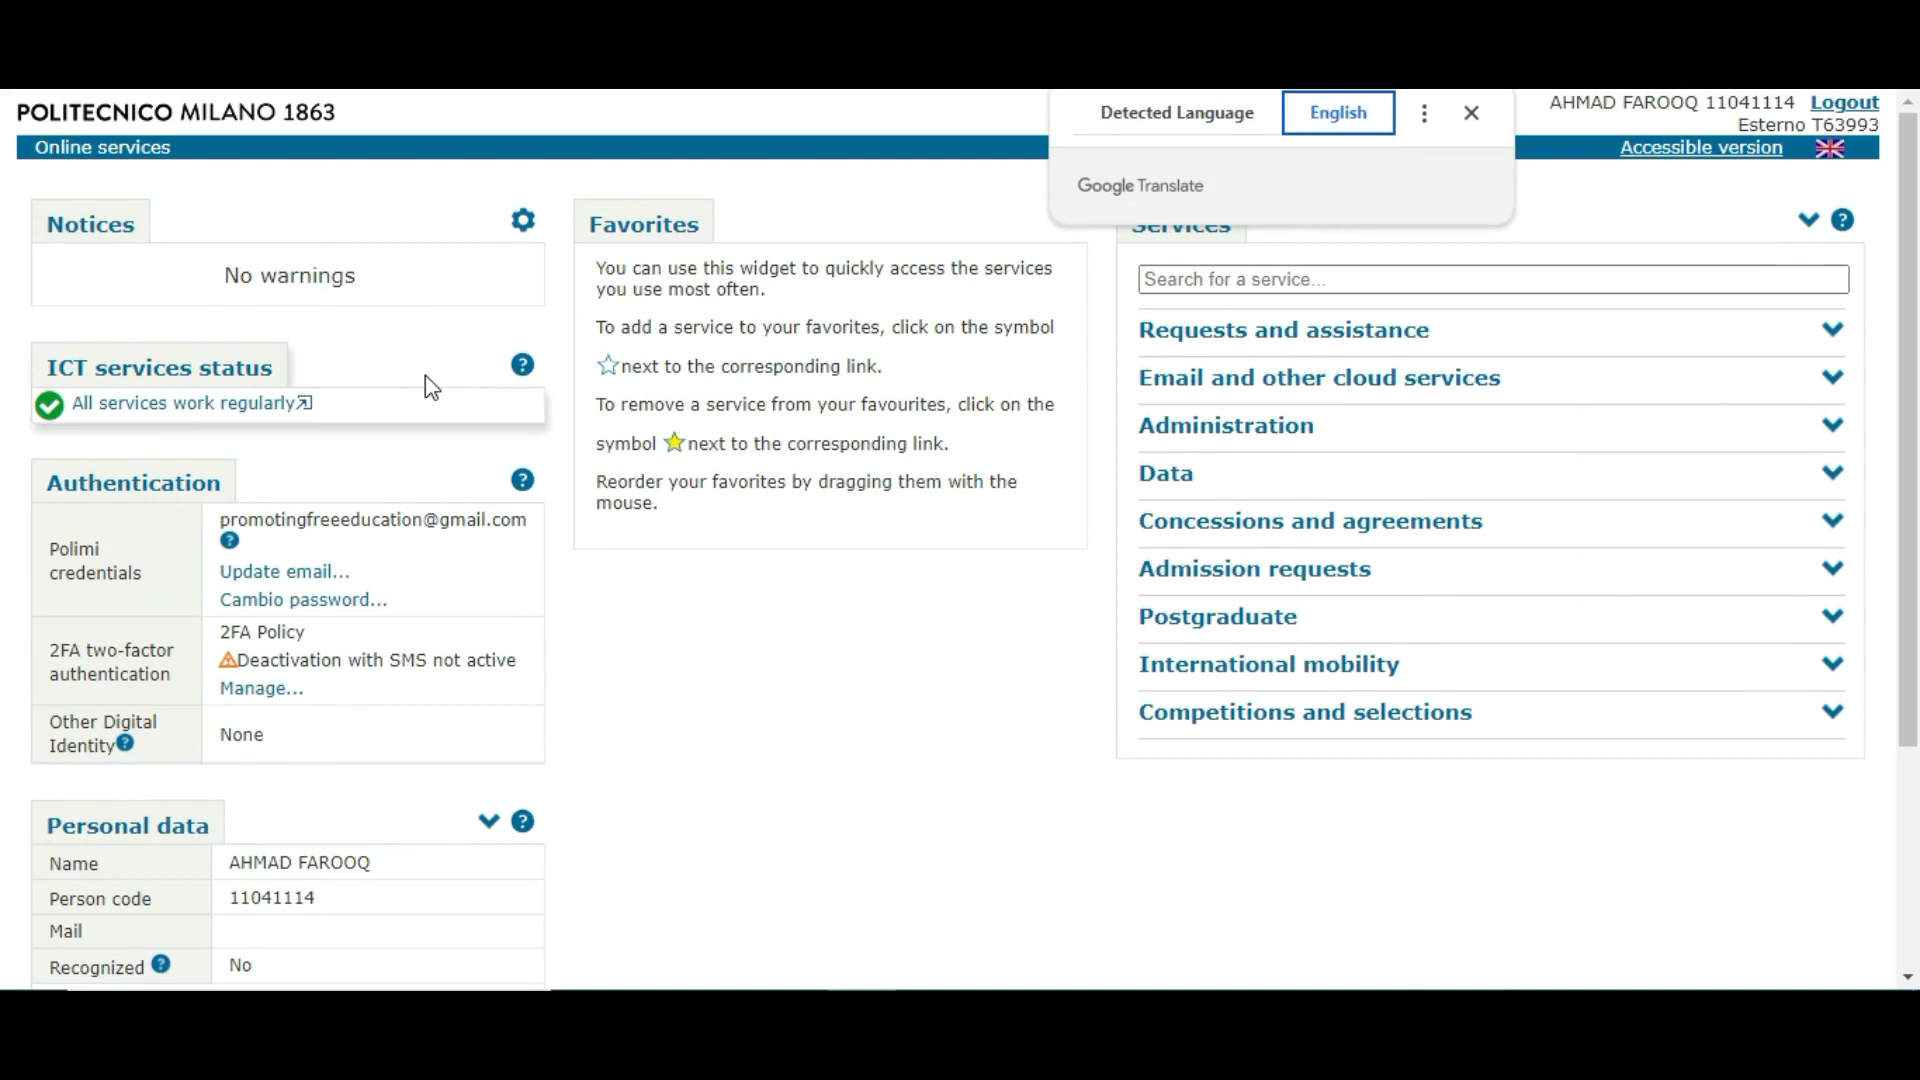 POLITECNICO MILANO 1863
Detected Language
English
AHMAD FAROOQ 11041114 Logout
Esterno T63993
Online services
Accessible version
Google Translate
Notices
No warnings
ICT services status
All services work regularly
Authentication
Polimi
credentials
promotingfreeeducation@gmail.com
Update email...
Cambio password...
2FA two-factor
authentication
2FA Policy
Deactivation with SMS not active
Manage...
Other Digital
Identity
None
Personal data
Name
AHMAD FAROOQ
Person code
11041114
Mail
Recognized
No
Favorites
You can use this widget to quickly access the services
you use most often.
To add a service to your favorites, click on the symbol
next to the corresponding link.
To remove a service from your favourites, click on the
symbol next to the corresponding link.
Reorder your favorites by dragging them with the
mouse.
Services
Search for a service...
Requests and assistance
Email and other cloud services
Administration
Data
Concessions and agreements
Admission requests
Postgraduate
International mobility
Competitions and selections